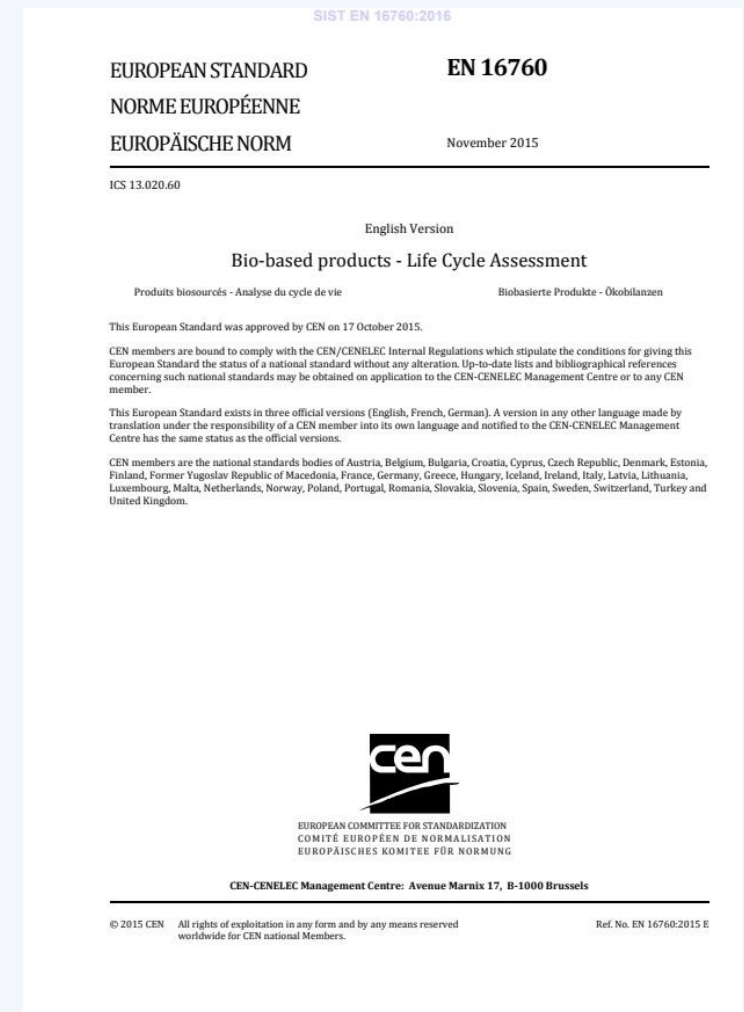 SIST EN 16760:2016
EUROPEAN STANDARD
NORME EUROPÉENNE
EUROPÄISCHE NORM
EN 16760
November 2015
ICS 13.020.60
English Version
Bio-based products - Life Cycle Assessment
Produits biosourcés - Analyse du cycle de vie
Biobasierte Produkte - Ökobilanzen
This European Standard was approved by CEN on 17 October 2015.
CEN members are bound to comply with the CEN/CENELEC Internal Regulations which stipulate the conditions for giving this
European Standard the status of a national standard without any alteration. Up-to-date lists and bibliographical references
concerning such national standards may be obtained on application to the CEN-CENELEC Management Centre or to any CEN
member.
This European Standard exists in three official versions (English, French, German). A version in any other language made by
translation under the responsibility of a CEN member into its own language and notified to the CEN-CENELEC Management
Centre has the same status as the official versions.
CEN members are the national standards bodies of Austria, Belgium, Bulgaria, Croatia, Cyprus, Czech Republic, Denmark, Estonia,
Finland, Former Yugoslav Republic of Macedonia, France, Germany, Greece, Hungary, Iceland, Ireland, Italy, Latvia, Lithuania,
Luxembourg, Malta, Netherlands, Norway, Poland, Portugal, Romania, Slovakia, Slovenia, Spain, Sweden, Switzerland, Turkey and
United Kingdom.
cen
EUROPEAN COMMITTEE FOR STANDARDIZATION
COMITÉ EUROPÉEN DE NORMALISATION
EUROPÄISCHES KOMITEE FÜR NORMUNG
CEN-CENELEC Management Centre: Avenue Marnix 17, B-1000 Brussels
© 2015 CEN All rights of exploitation in any form and by any means reserved
worldwide for CEN national Members.
Ref. No. EN 16760:2015 E